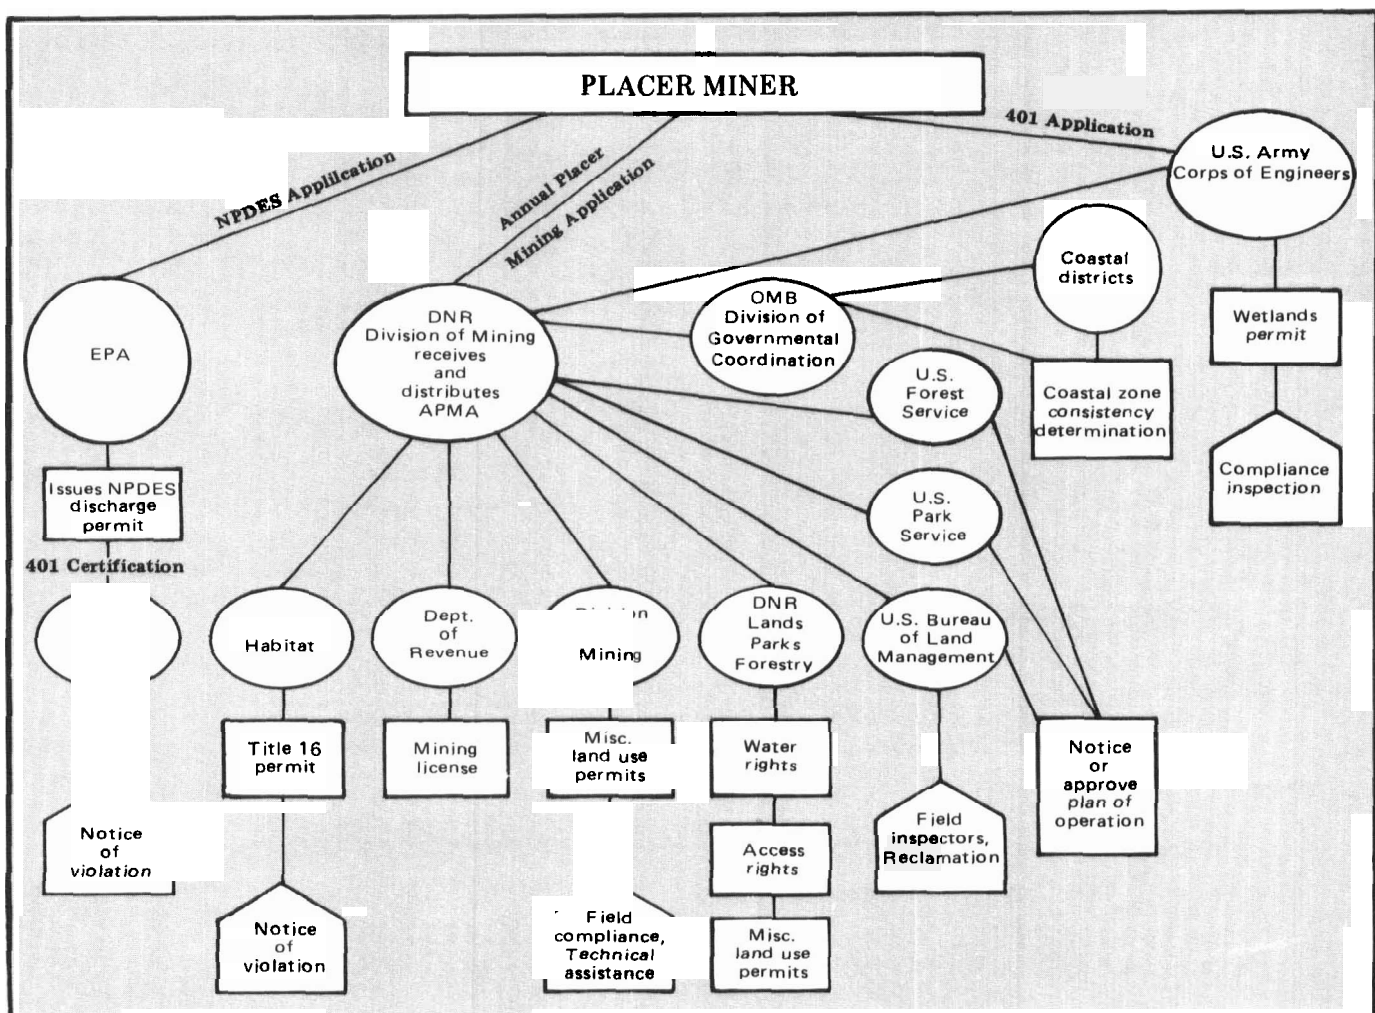 PLACER MINER
NPDES Applilcation
Annual Placer
Mining Application
401 Application
U.S. Army
Corps of Engineers
Coastal
districts
OMB
Division of
Governmental
Coordination
DNR
Division of Mining
receives
and
distributes
APMA
EPA
Wetlands
permit
U.S.
Forest
Service
Coastal zone
consistency
determination
Compliance
inspection
Issues NPDES
discharge
permit
U.S.
Park
Service
401 Certification
Habitat
Dept.
of
Revenue
Division
Mining
DNR
Lands
Parks
Forestry
U.S. Bureau
of Land
Management
Title 16
permit
Mining
license
Misc.
land use
permits
Water
rights
Notice
or
approve
plan of
operation
Notice
of
violation
Access
rights
Field
inspectors,
Reclamation
Notice
of
violation
Field
compliance,
Technical
assistance
Misc.
land use
permits